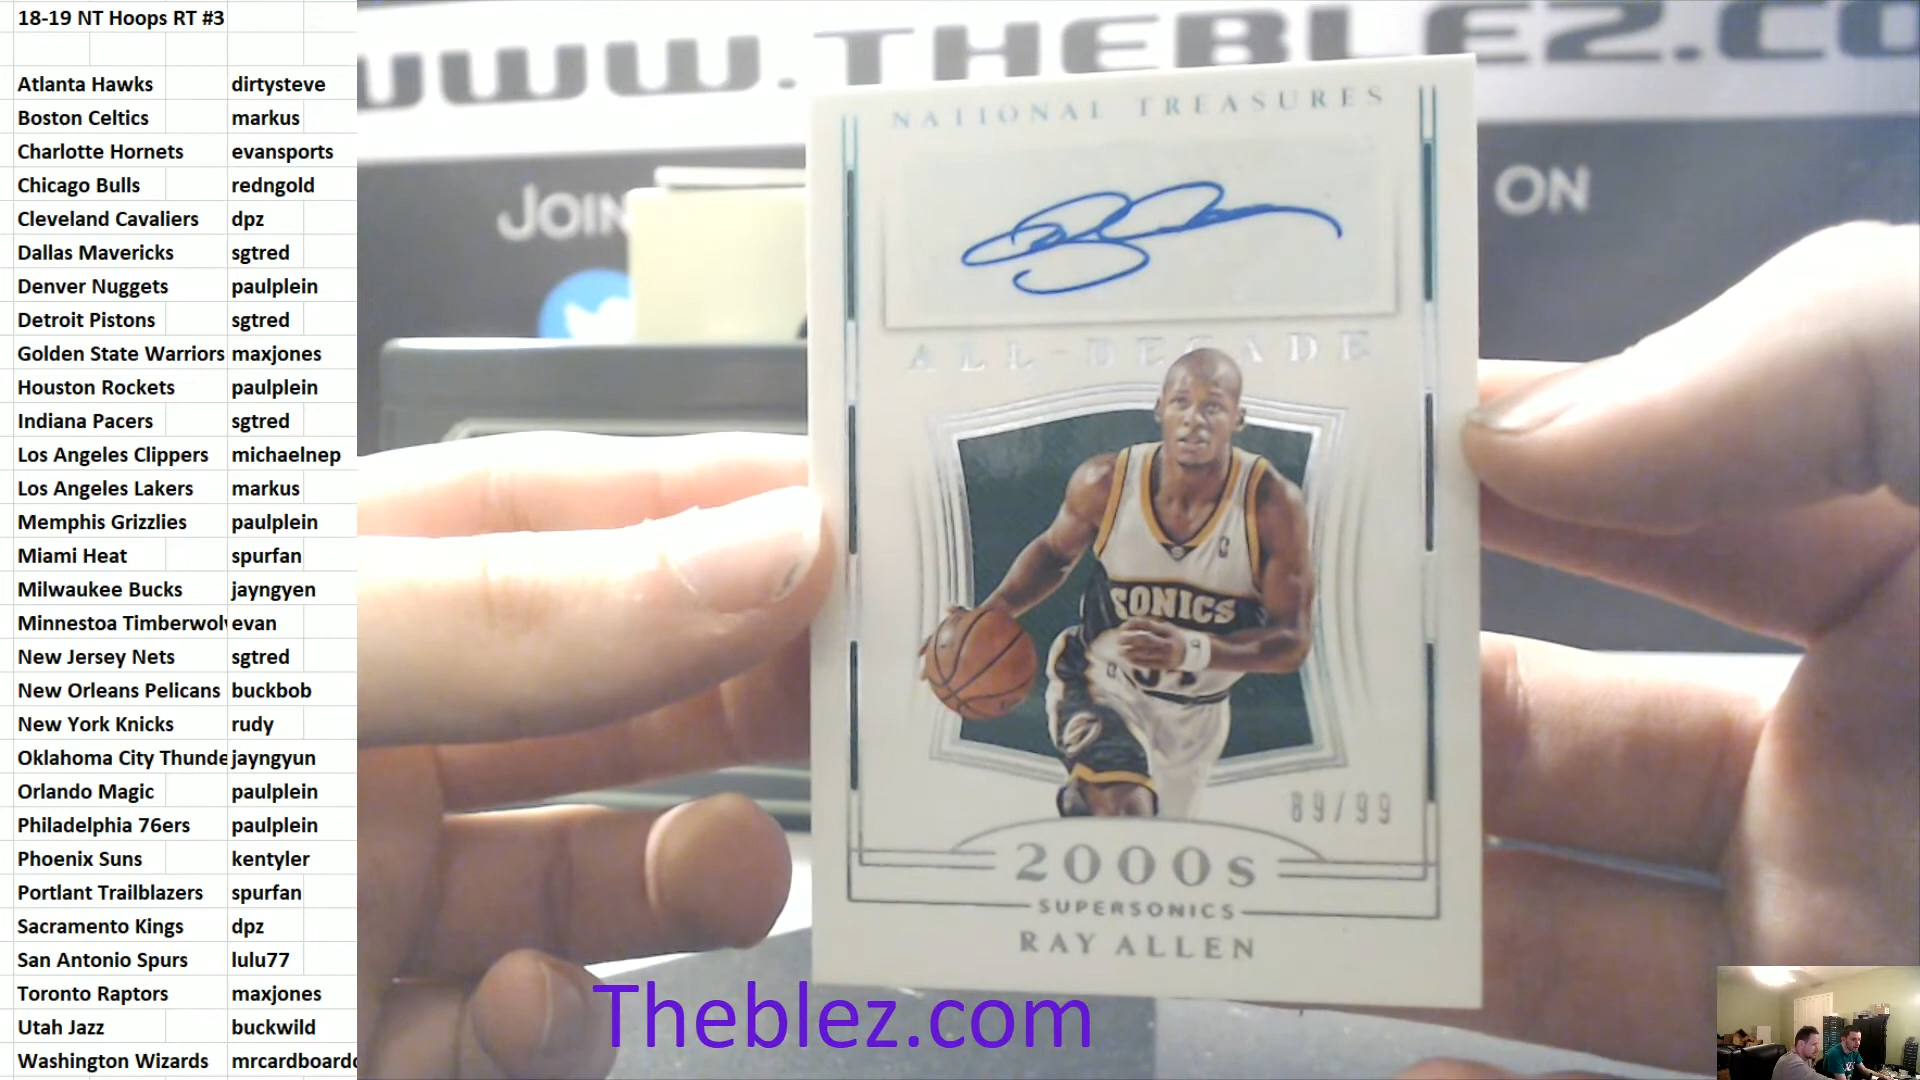 18-19 NT Hoops RT #3
Atlanta Hawks dirtysteve
Boston Celtics markus
Charlotte Hornets evansports
Chicago Bulls redngold
Cleveland Cavaliers dpz
Dallas Mavericks sgtred
Denver Nuggets paulplein
Detroit Pistons sgtred
Golden State Warriors maxjones
Houston Rockets paulplein
Indiana Pacers sgtred
Los Angeles Clippers michaelnep
Los Angeles Lakers markus
Memphis Grizzlies paulplein
Miami Heat spurfan
Milwaukee Bucks jayngyen
Minnestoa Timberwol evan
New Jersey Nets sgtred
New Orleans Pelicans buckbob
New York Knicks rudy
Oklahoma City Thunde jayngyun
Orlando Magic paulplein
Philadelphia 76ers paulplein
Phoenix Suns kentyler
Portlant Trailblazers spurfan
Sacramento Kings dpz
San Antonio Spurs lulu77
Toronto Raptors maxjones
Utah Jazz buckwild
Washington Wizards mrcardboard
WWW.THEBLEZ.CO
JOIN
ON
NATIONAL TREASURES
ALL-DECADE
SONICS
34
89/99
2000s
SUPERSONICS
RAY ALLEN
Theblez.com